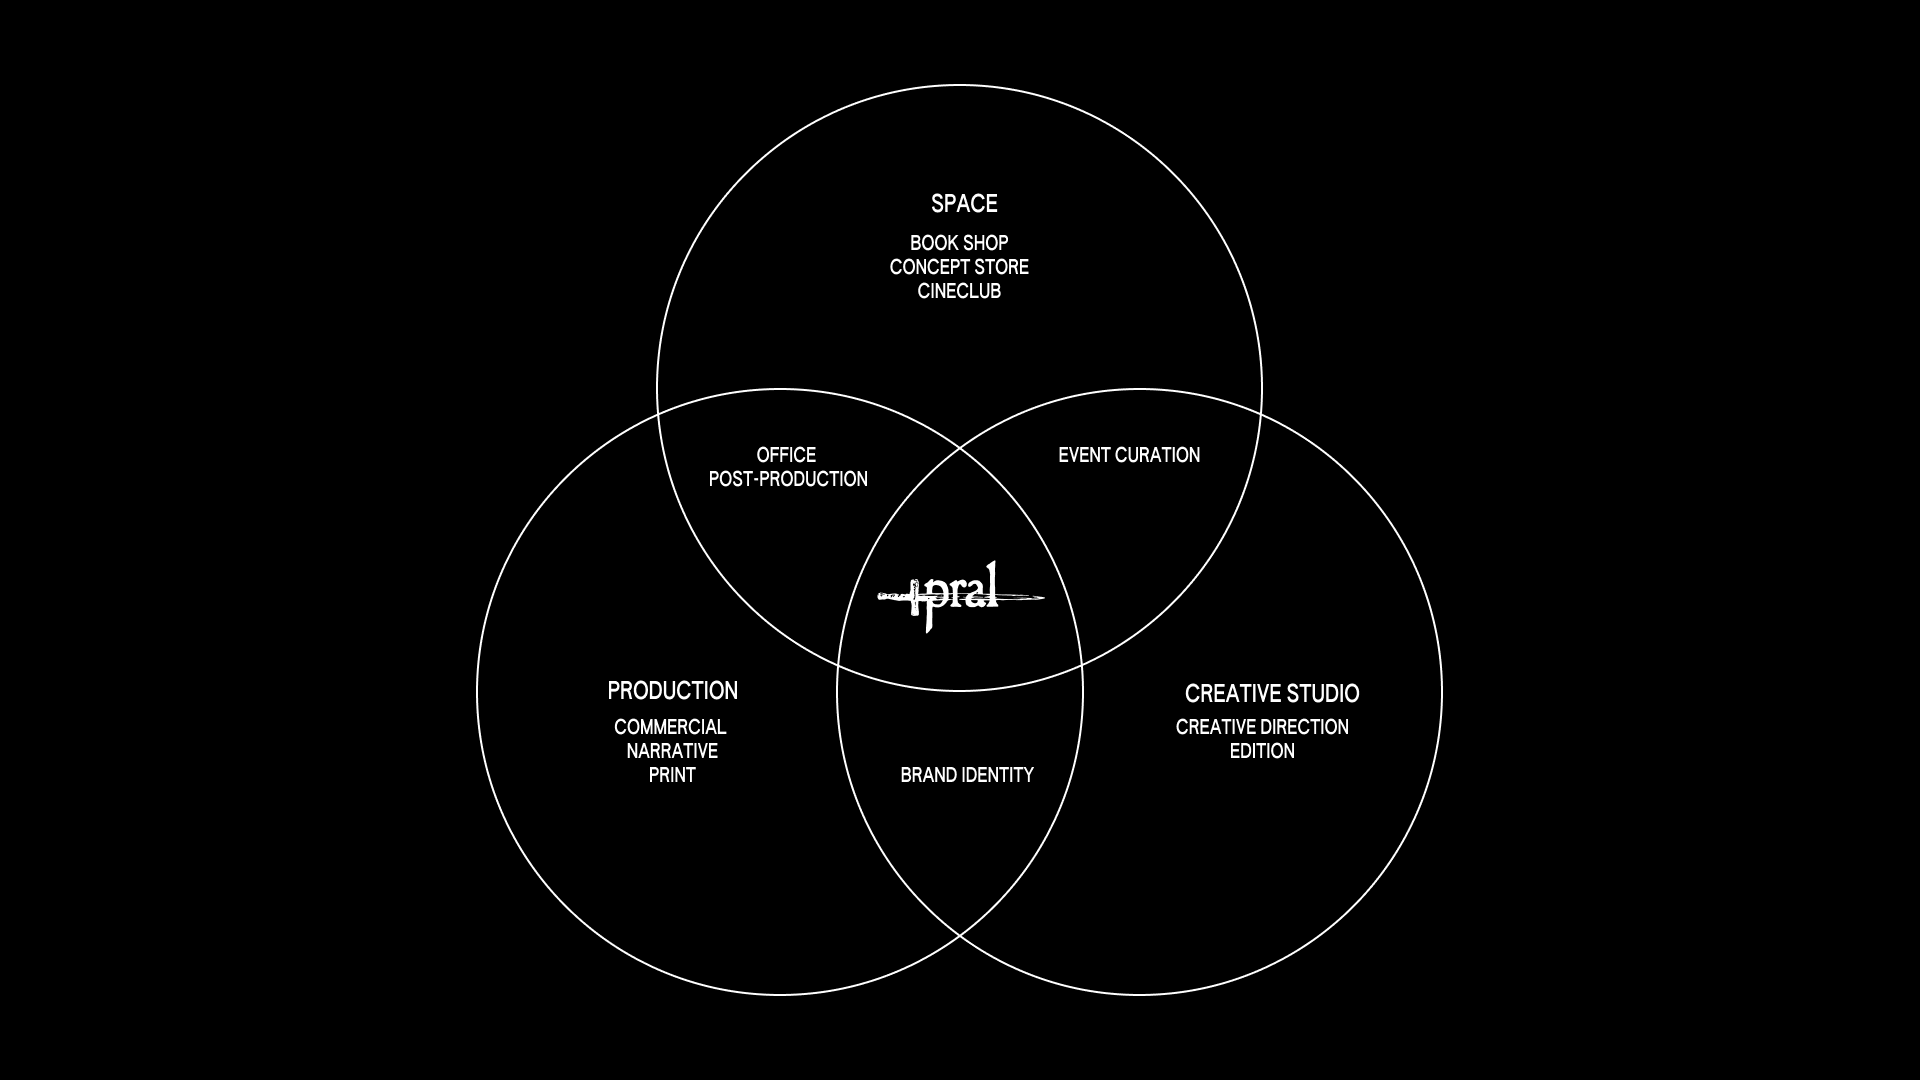 SPACE
BOOK SHOP
CONCEPT STORE
CINECLUB
OFFICE
POST-PRODUCTION
EVENT CURATION
pral
PRODUCTION
COMMERCIAL
NARRATIVE
PRINT
CREATIVE STUDIO
CREATIVE DIRECTION
EDITION
BRAND IDENTITY